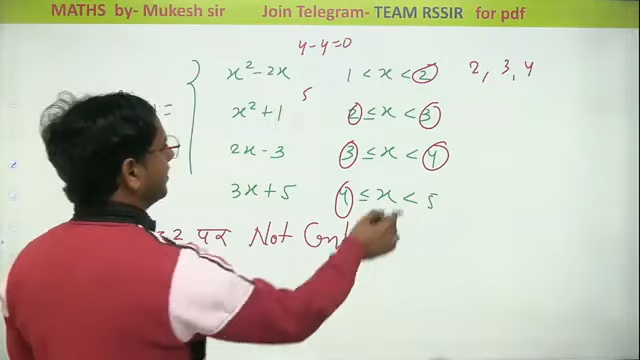 MATHS by- Mukesh sir Join Telegram- TEAM RSSIR for pdf
4-4=0
x²-2x 1 < x < 2 2, 3, 4
5
x²+1 2 ≤ x < 3
=
2x-3 3 ≤ x < 4
3x+5 4 ≤ x < 5
2 पर Not Con